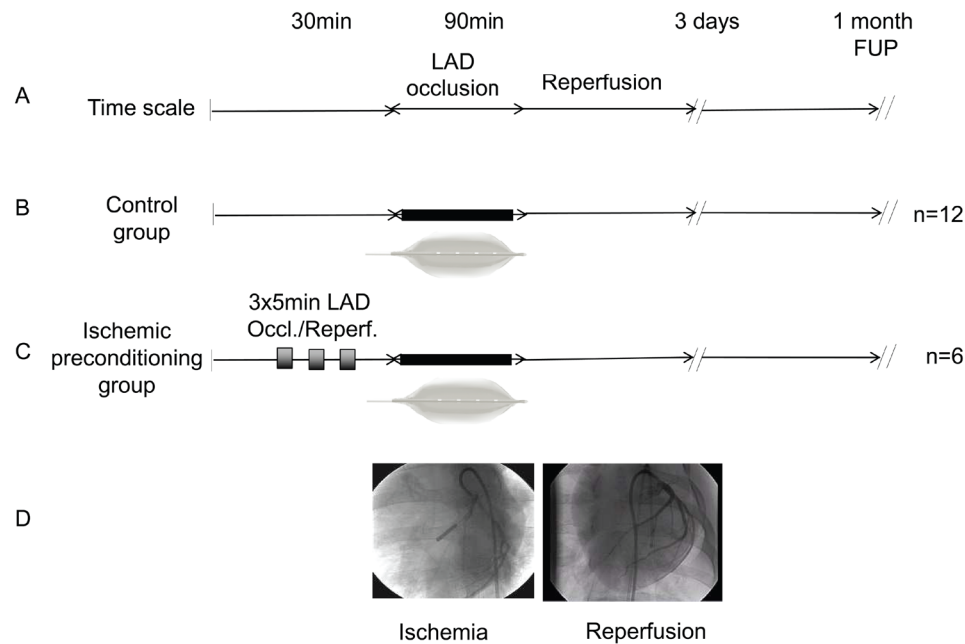 30min 90min 3 days 1 month
FUP
LAD
occlusion
Reperfusion
A
Time scale
B
Control
group
n=12
3x5min LAD
Occl./Reperf.
C
Ischemic
preconditioning
group
n=6
D
Ischemia Reperfusion